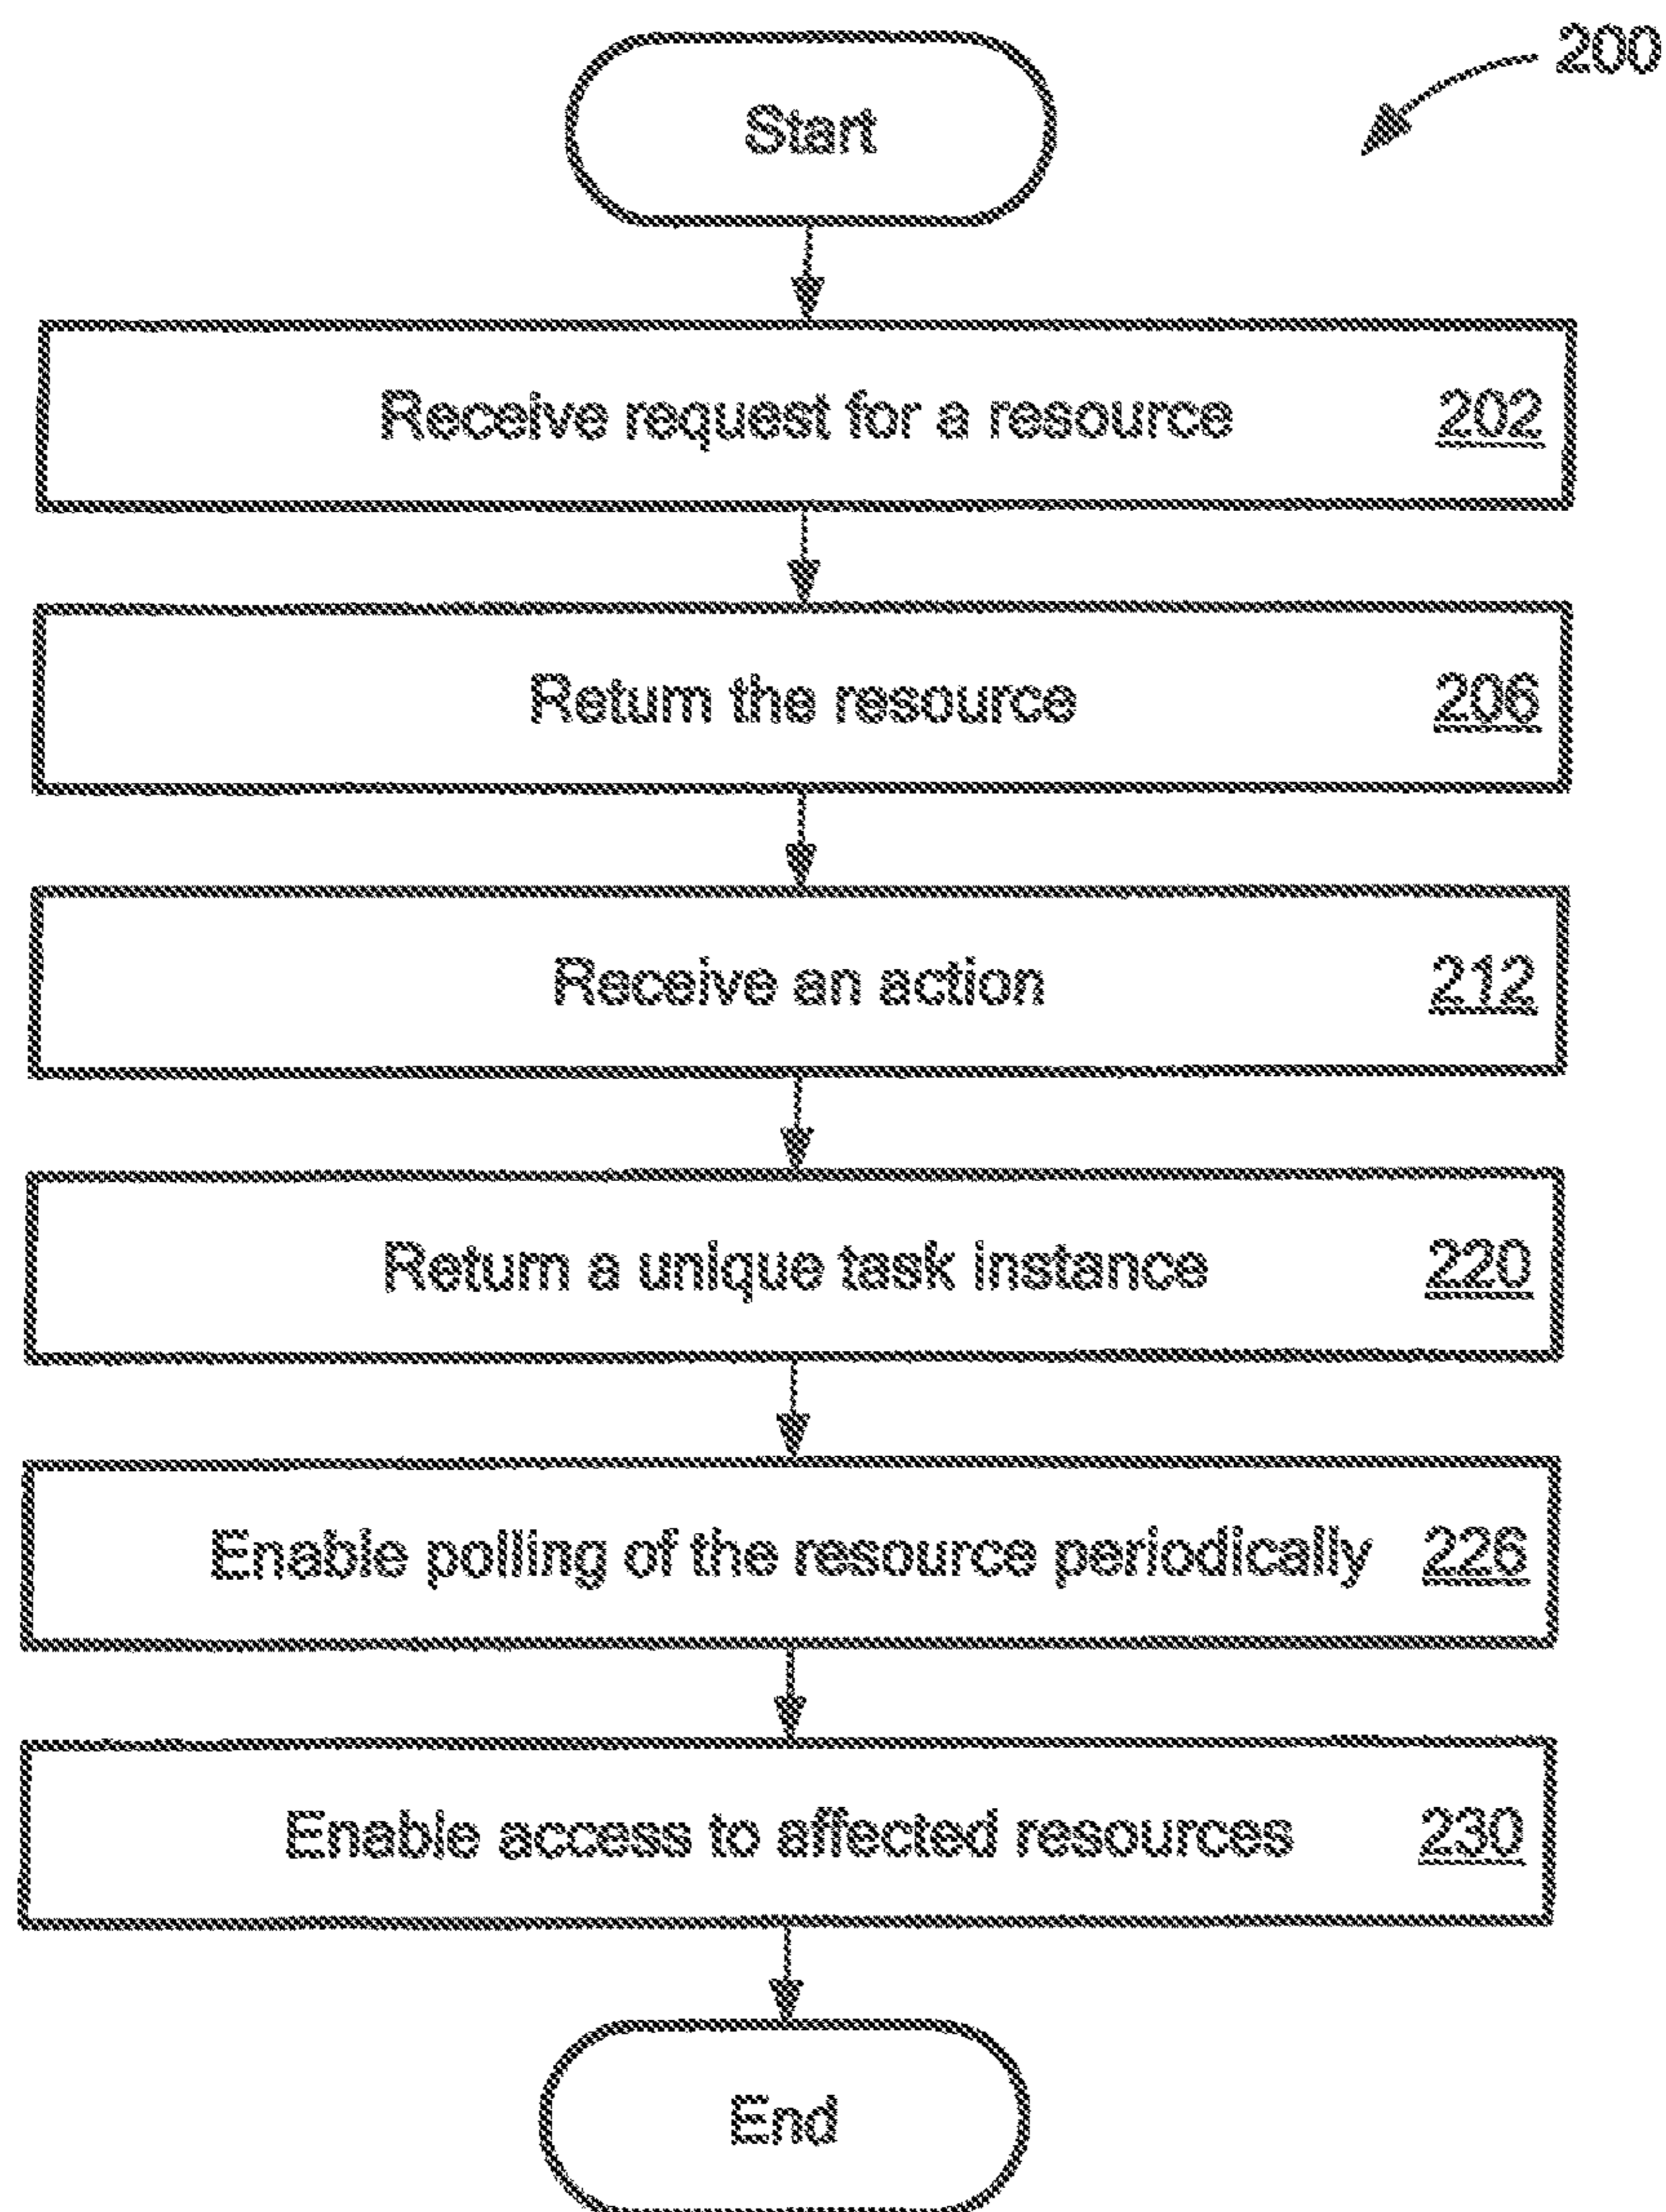 200
Start
Receive request for a resource 202
Return the resource 206
Receive an action 212
Return a unique task instance 220
Enable polling of the resource periodically 226
Enable access to affected resources 230
End